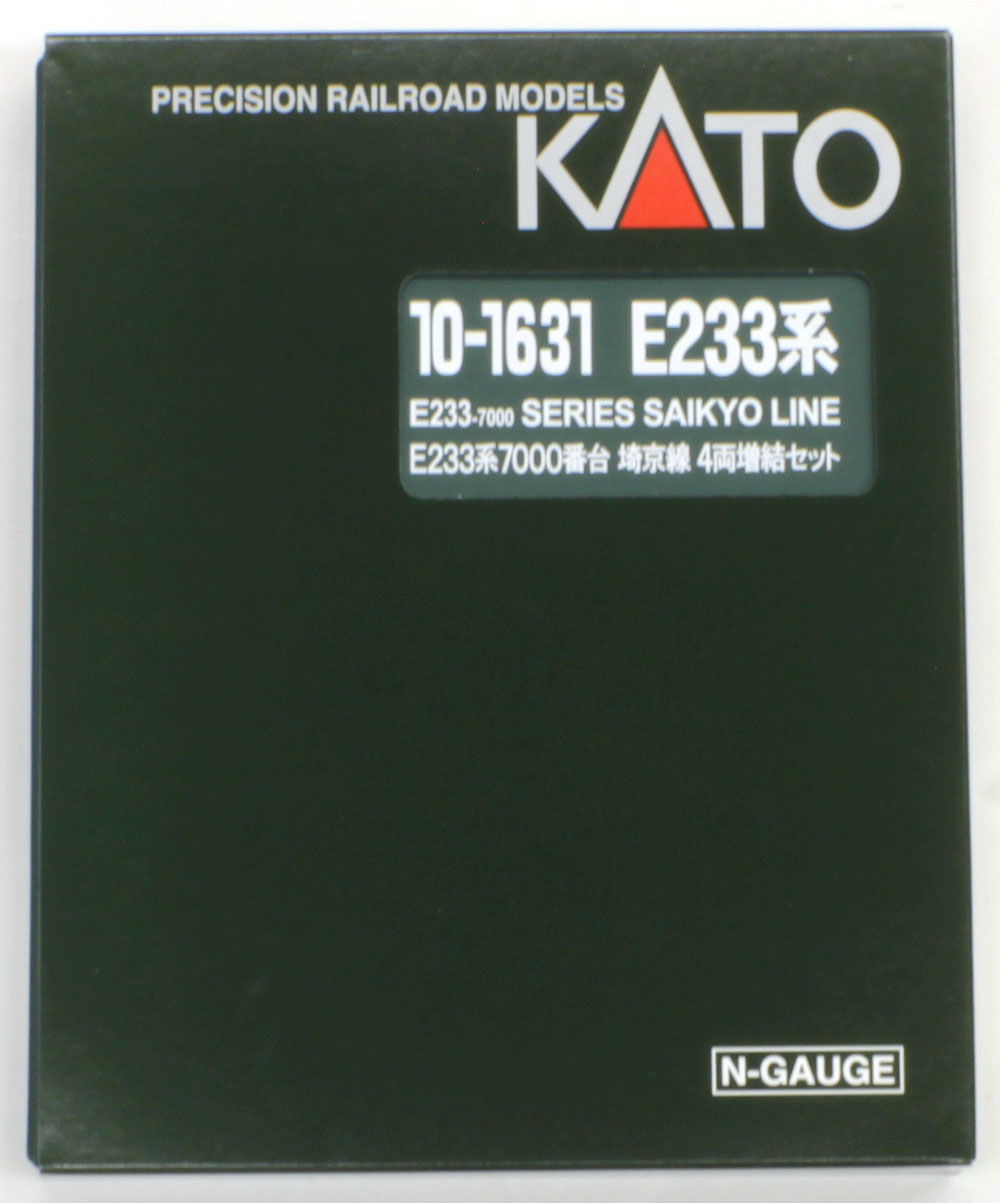 PRECISION RAILROAD MODELS
KATO
10-1631 E233系
E233-7000 SERIES SAIKYO LINE
E233系7000番台 埼京線 4両増結セット
N-GAUGE